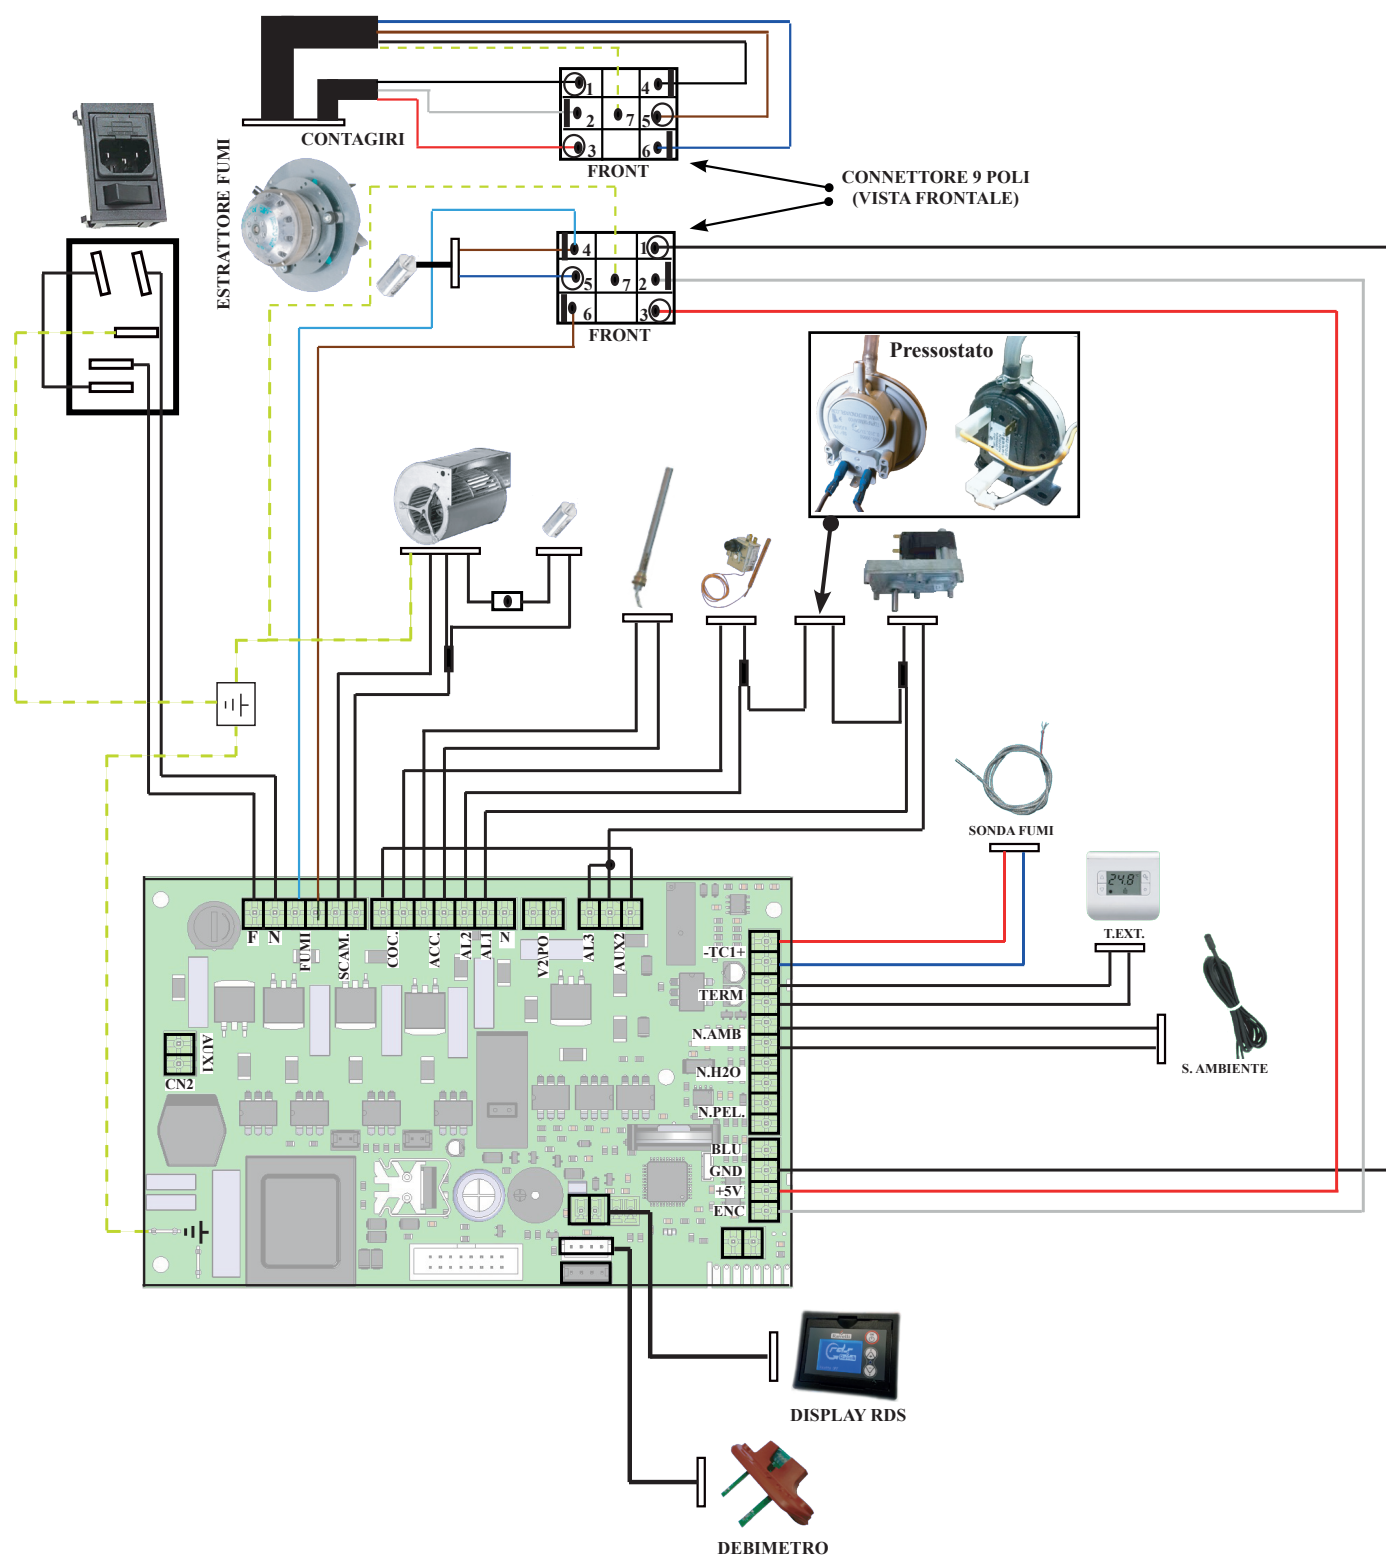 1
4
2
7
5
3
6
FRONT
CONTAGIRI
ESTRATTORE FUMI
CONNETTORE 9 POLI
(VISTA FRONTALE)
4
1
5
7
2
6
3
FRONT
Pressostato
SONDA FUMI
24.8°
T.EXT.
S. AMBIENTE
F
N
FUMI
SCAM.
COC.
ACC.
AL2
AL1
N
V2\PO
AL3
AUX2
-TC1+
TERM
N.AMB
N.H2O
N.PEL.
BLU
GND
+5V
ENC
AUX1
CN2
DISPLAY RDS
DEBIMETRO